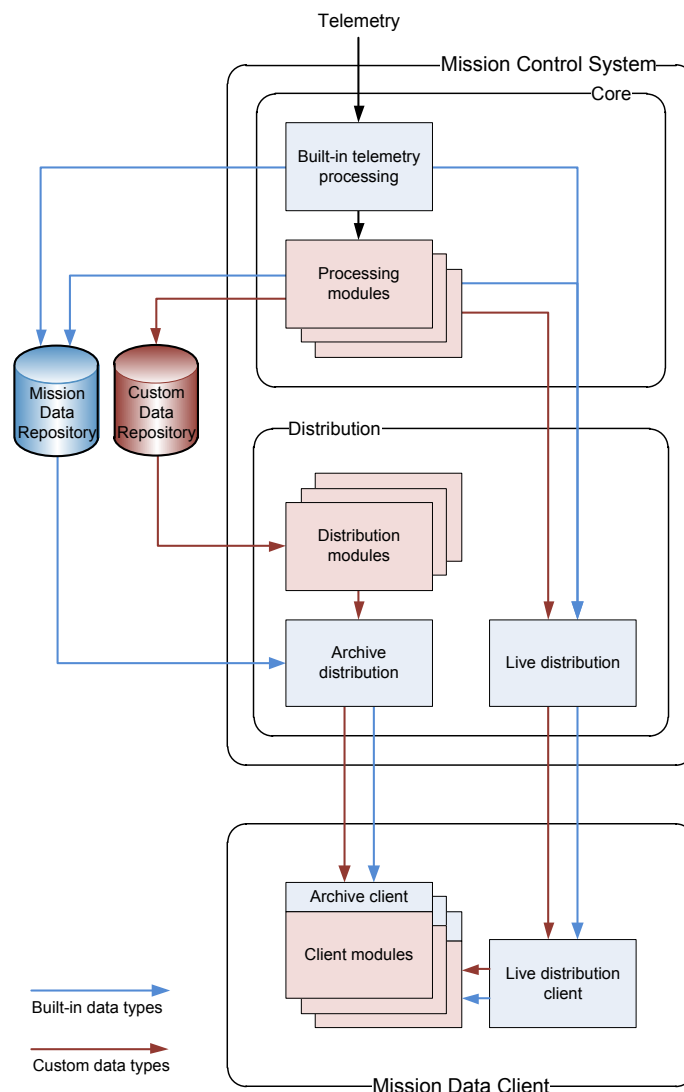 Telemetry
Mission Control System
Core
Built-in telemetry
processing
Processing
modules
Mission
Data
Repository
Custom
Data
Repository
Distribution
Distribution
modules
Archive
distribution
Live distribution
Archive client
Client modules
Live distribution
client
Built-in data types
Custom data types
Mission Data Client